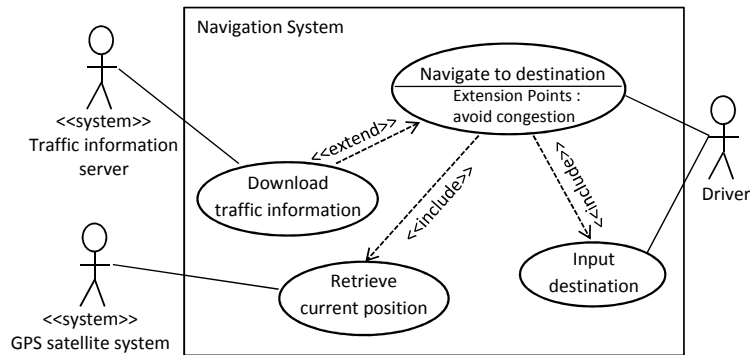 Navigation System
Navigate to destination
Extension Points :
avoid congestion
<<system>>
Traffic information
server
<<extend>>
Download
traffic information
<<include>>
<<include>>
Driver
Retrieve
current position
Input
destination
<<system>>
GPS satellite system